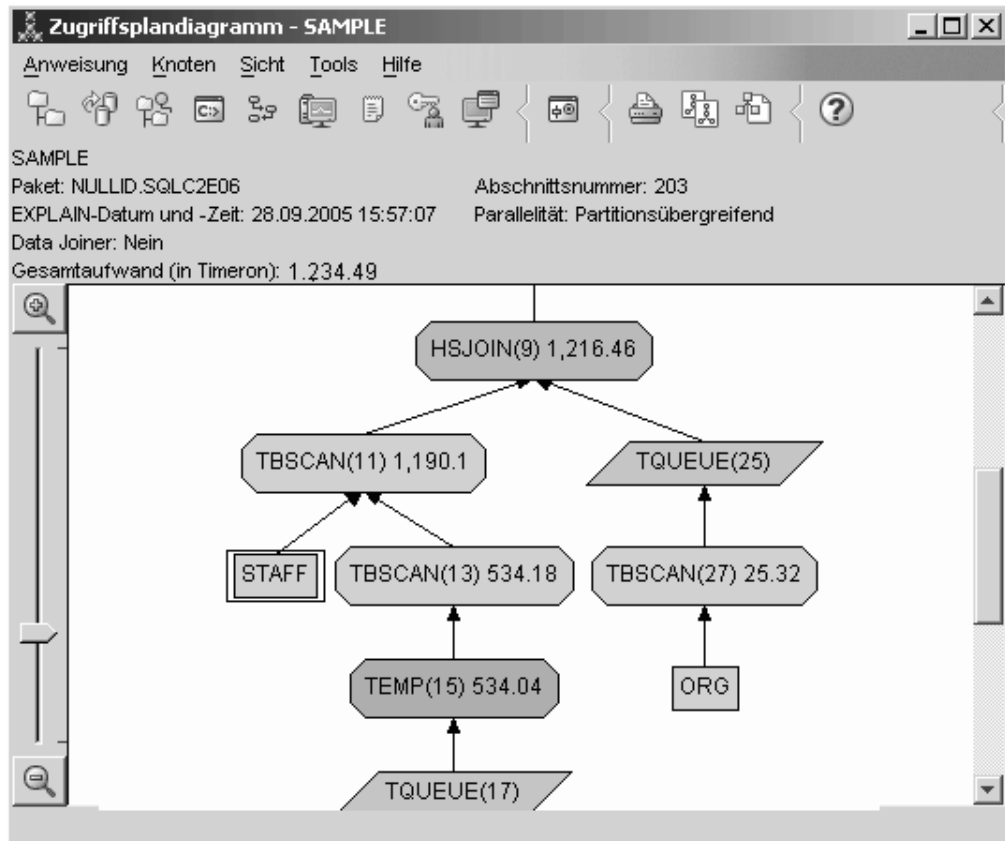 Zugriffsplandiagramm - SAMPLE
Anweisung Knoten Sicht Tools Hilfe
SAMPLE
Paket: NULLID.SQLC2E06 Abschnittsnummer: 203
EXPLAIN-Datum und -Zeit: 28.09.2005 15:57:07 Parallelität: Partitionsübergreifend
Data Joiner: Nein
Gesamtaufwand (in Timeron): 1.234.49
HSJOIN(9) 1,216.46
TBSCAN(11) 1,190.1 TQUEUE(25)
STAFF TBSCAN(13) 534.18 TBSCAN(27) 25.32
TEMP(15) 534.04 ORG
TQUEUE(17)